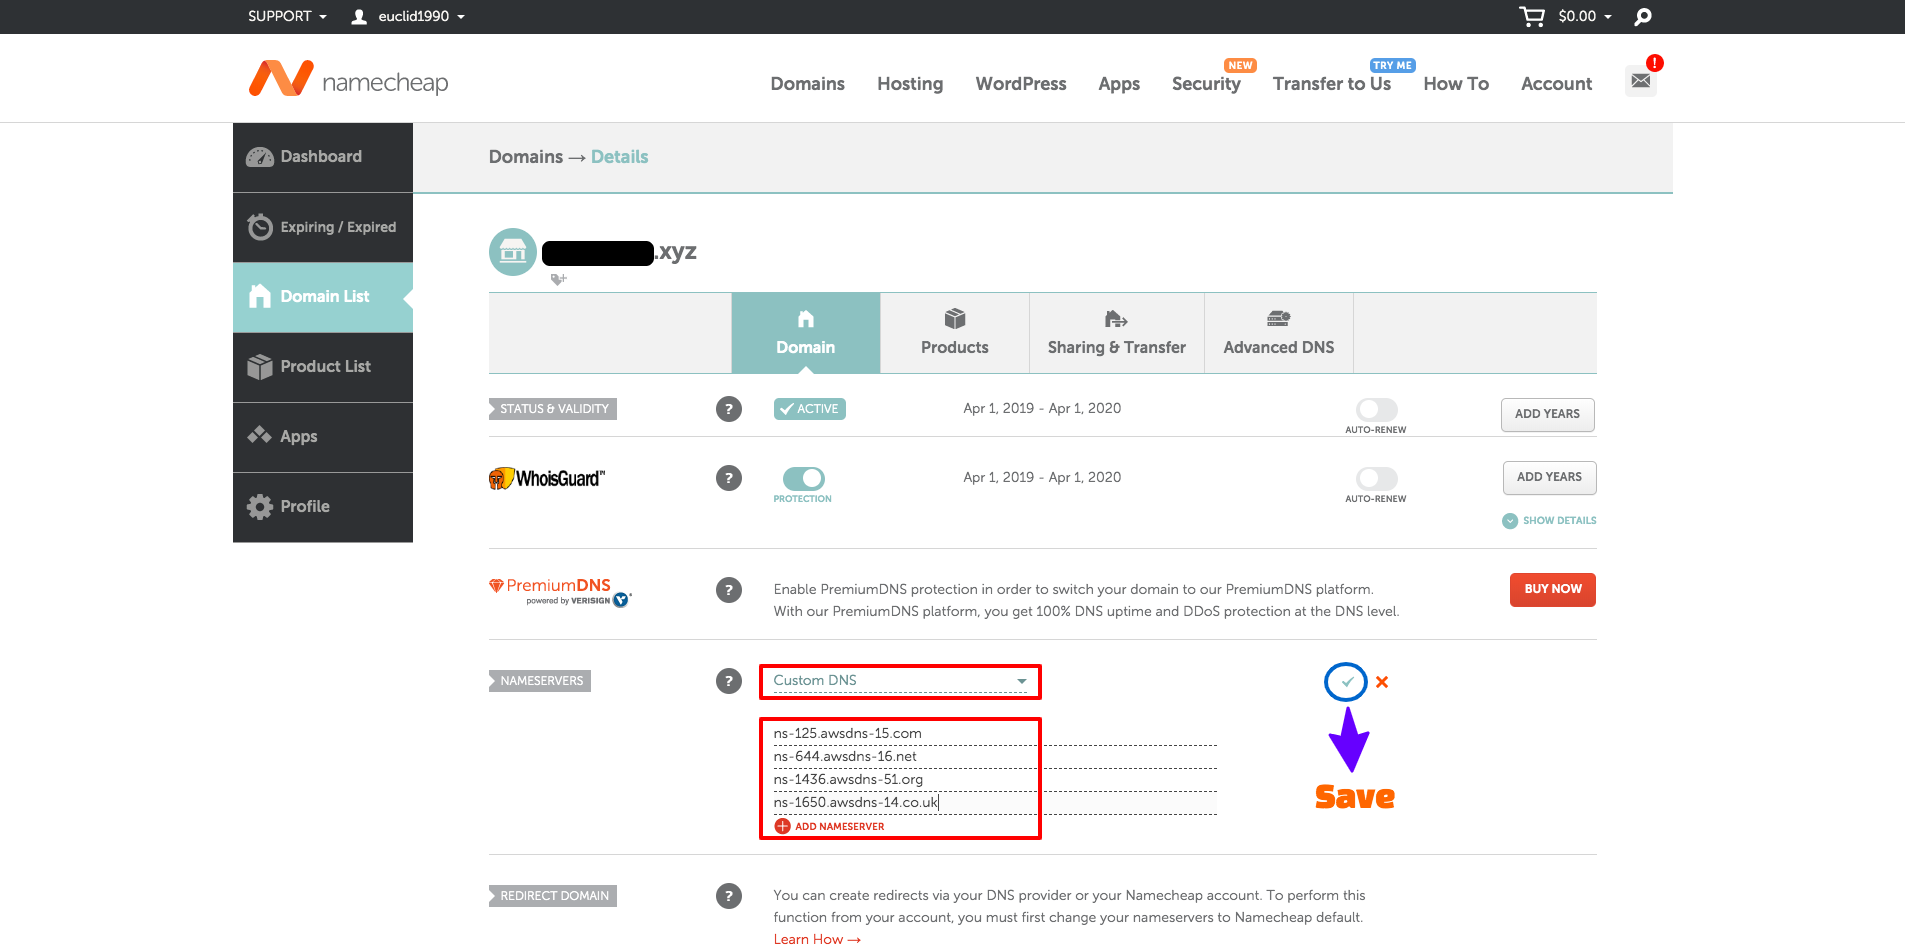 SUPPORT
euclid1990
$0.00
namecheap
Domains
Hosting
WordPress
Apps
NEW
Security
TRY ME
Transfer to Us
How To
Account
!
Dashboard
Expiring / Expired
Domain List
Product List
Apps
Profile
Domains → Details
.xyz
Domain
Products
Sharing & Transfer
Advanced DNS
STATUS & VALIDITY
?
ACTIVE
Apr 1, 2019 - Apr 1, 2020
AUTO-RENEW
ADD YEARS
WhoisGuard™
?
PROTECTION
Apr 1, 2019 - Apr 1, 2020
AUTO-RENEW
ADD YEARS
SHOW DETAILS
PremiumDNS
powered by VERISIGN
?
Enable PremiumDNS protection in order to switch your domain to our PremiumDNS platform.
With our PremiumDNS platform, you get 100% DNS uptime and DDoS protection at the DNS level.
BUY NOW
NAMESERVERS
?
Custom DNS
ns-125.awsdns-15.com
ns-644.awsdns-16.net
ns-1436.awsdns-51.org
ns-1650.awsdns-14.co.uk
ADD NAMESERVER
Save
REDIRECT DOMAIN
?
You can create redirects via your DNS provider or your Namecheap account. To perform this
function from your account, you must first change your nameservers to Namecheap default.
Learn How →